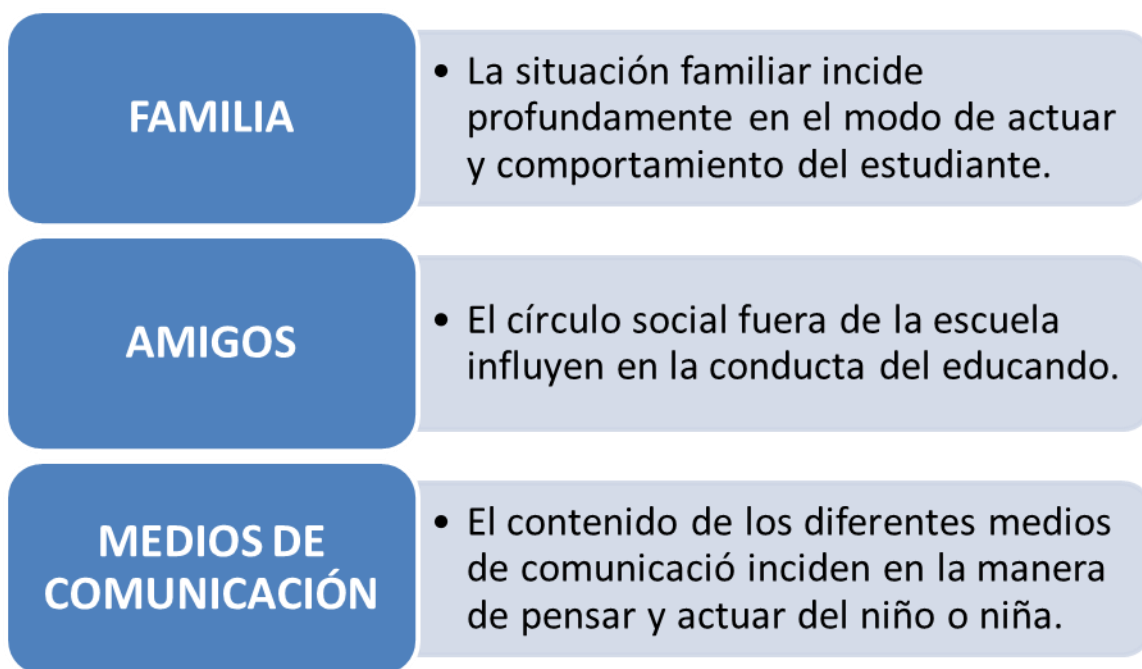 FAMILIA
• La situación familiar incide
profundamente en el modo de actuar
y comportamiento del estudiante.
AMIGOS
• El círculo social fuera de la escuela
influyen en la conducta del educando.
MEDIOS DE
COMUNICACIÓN
• El contenido de los diferentes medios
de comunicació inciden en la manera
de pensar y actuar del niño o niña.